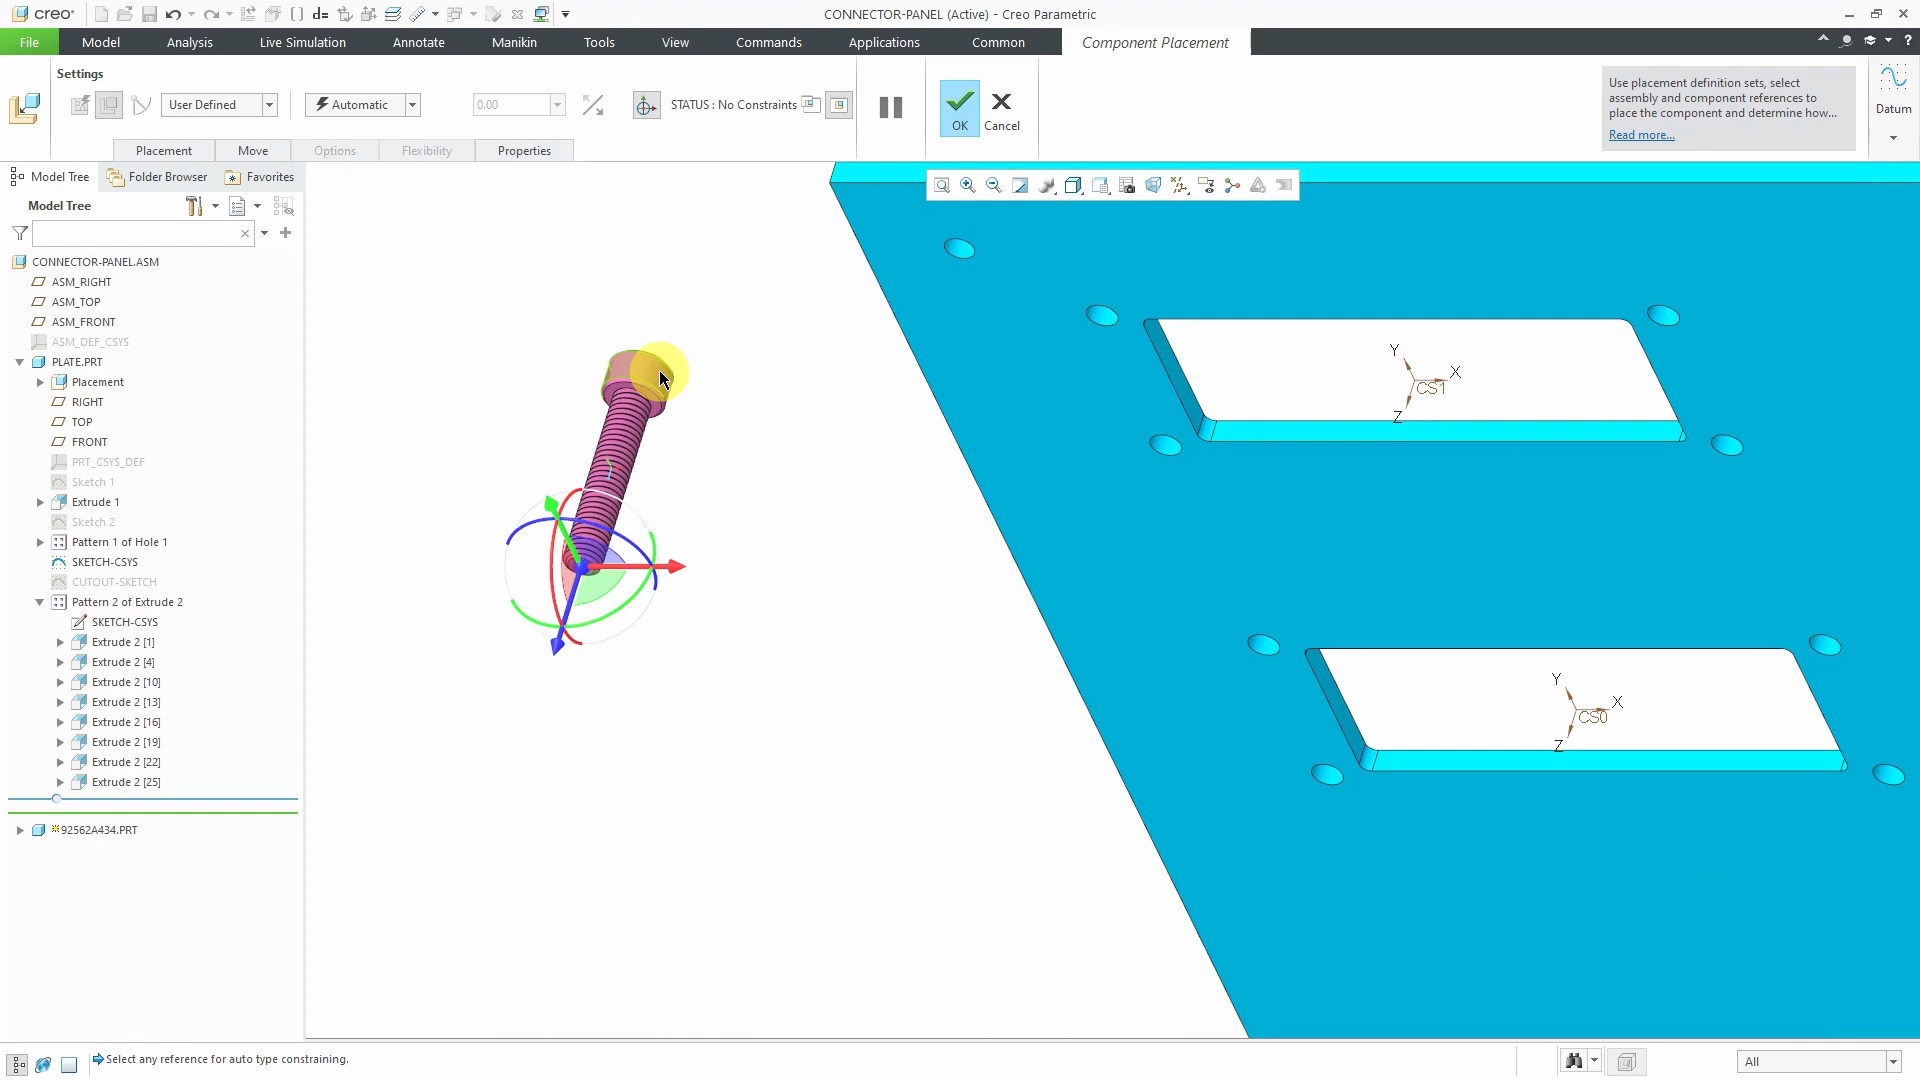 creo
CONNECTOR-PANEL (Active) - Creo Parametric
File Model Analysis Live Simulation Annotate Manikin Tools View Commands Applications Common Component Placement
Settings
User Defined
Automatic
0.00
STATUS : No Constraints
OK
Cancel
Use placement definition sets, select
assembly and component references to
place the component and determine how...
Read more...
Datum
Placement Move Options Flexibility Properties
Model Tree Folder Browser Favorites
Model Tree
CONNECTOR-PANEL.ASM
ASM_RIGHT
ASM_TOP
ASM_FRONT
ASM_DEF_CSYS
PLATE.PRT
Placement
RIGHT
TOP
FRONT
PRT_CSYS_DEF
Sketch 1
Extrude 1
Sketch 2
Pattern 1 of Hole 1
SKETCH-CSYS
CUTOUT-SKETCH
Pattern 2 of Extrude 2
SKETCH-CSYS
Extrude 2 [1]
Extrude 2 [4]
Extrude 2 [10]
Extrude 2 [13]
Extrude 2 [16]
Extrude 2 [19]
Extrude 2 [22]
Extrude 2 [25]
92562A434.PRT
Y
X
CS1
Z
Y
X
CS0
Z
Select any reference for auto type constraining.
All